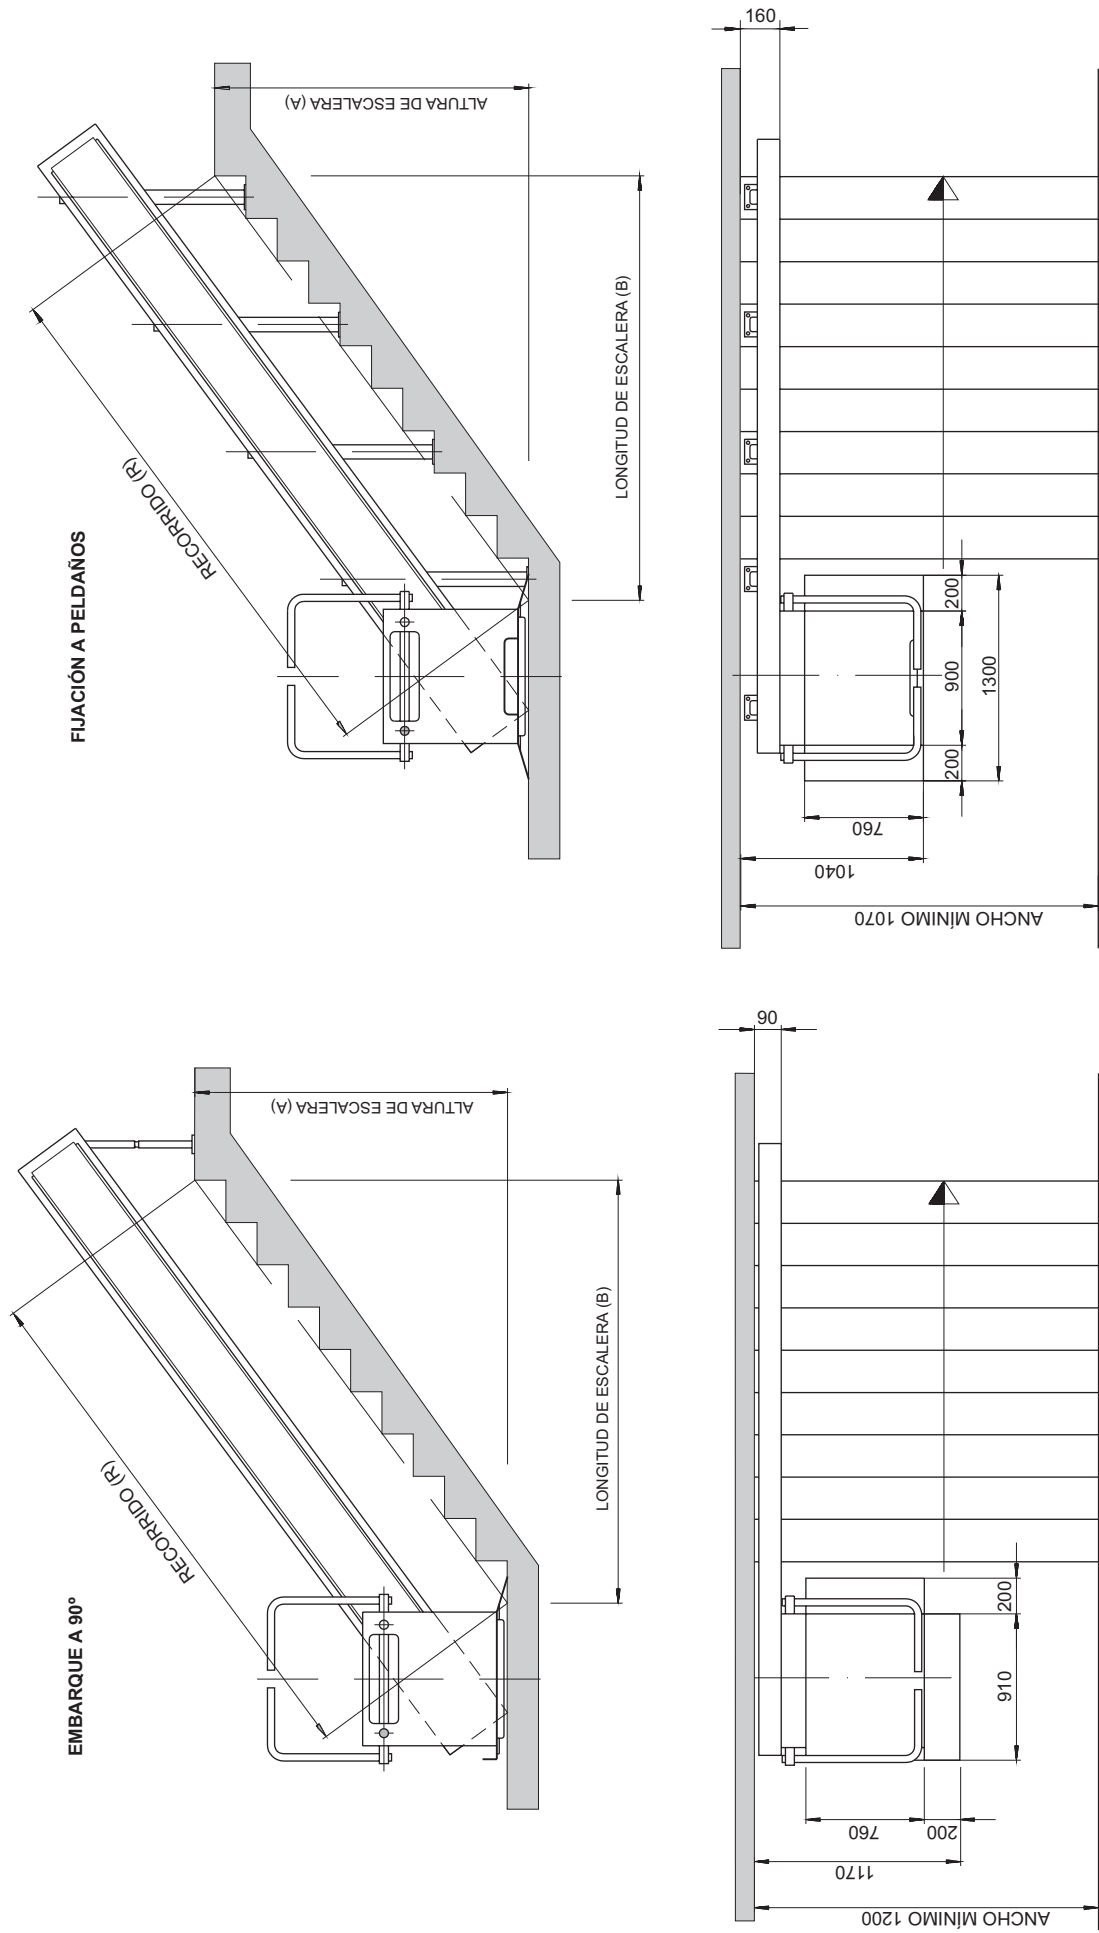 FIJACIÓN A PELDAÑOS
RECORRIDO (R)
ALTURA DE ESCALERA (A)
LONGITUD DE ESCALERA (B)
160
200
900
200
1300
760
1040
ANCHO MÍNIMO 1070
EMBARQUE A 90º
RECORRIDO (R)
ALTURA DE ESCALERA (A)
LONGITUD DE ESCALERA (B)
90
200
910
760
200
1170
ANCHO MÍNIMO 1200